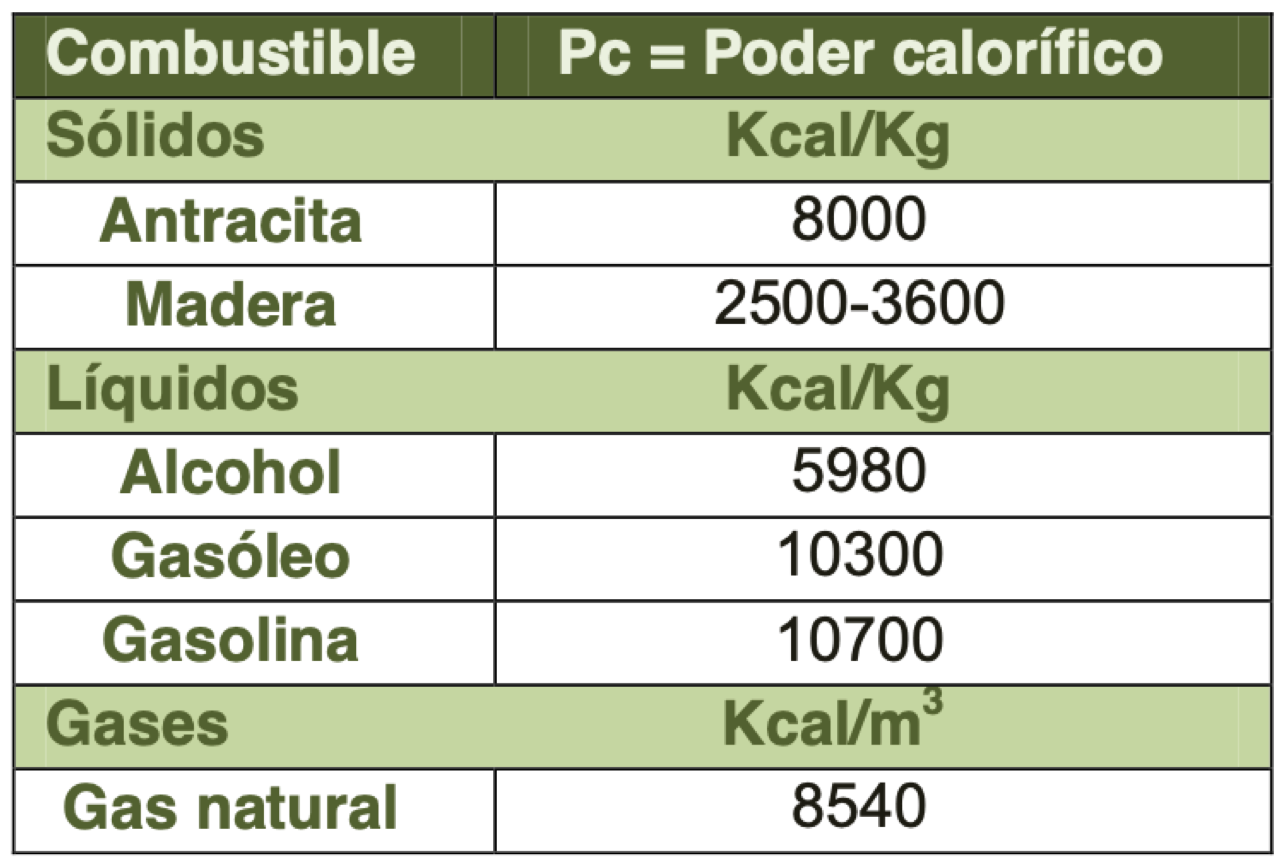 Combustible Pc = Poder calorífico
Sólidos Kcal/Kg
Antracita 8000
Madera 2500-3600
Líquidos Kcal/Kg
Alcohol 5980
Gasóleo 10300
Gasolina 10700
Gases Kcal/m³
Gas natural 8540